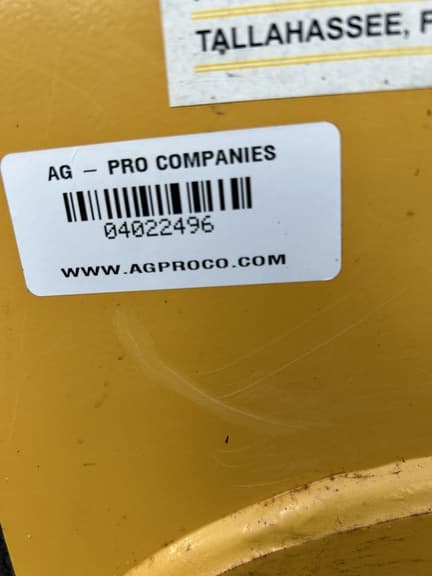 TALLAHASSEE, F
AG – PRO COMPANIES
04022496
WWW.AGPROCO.COM